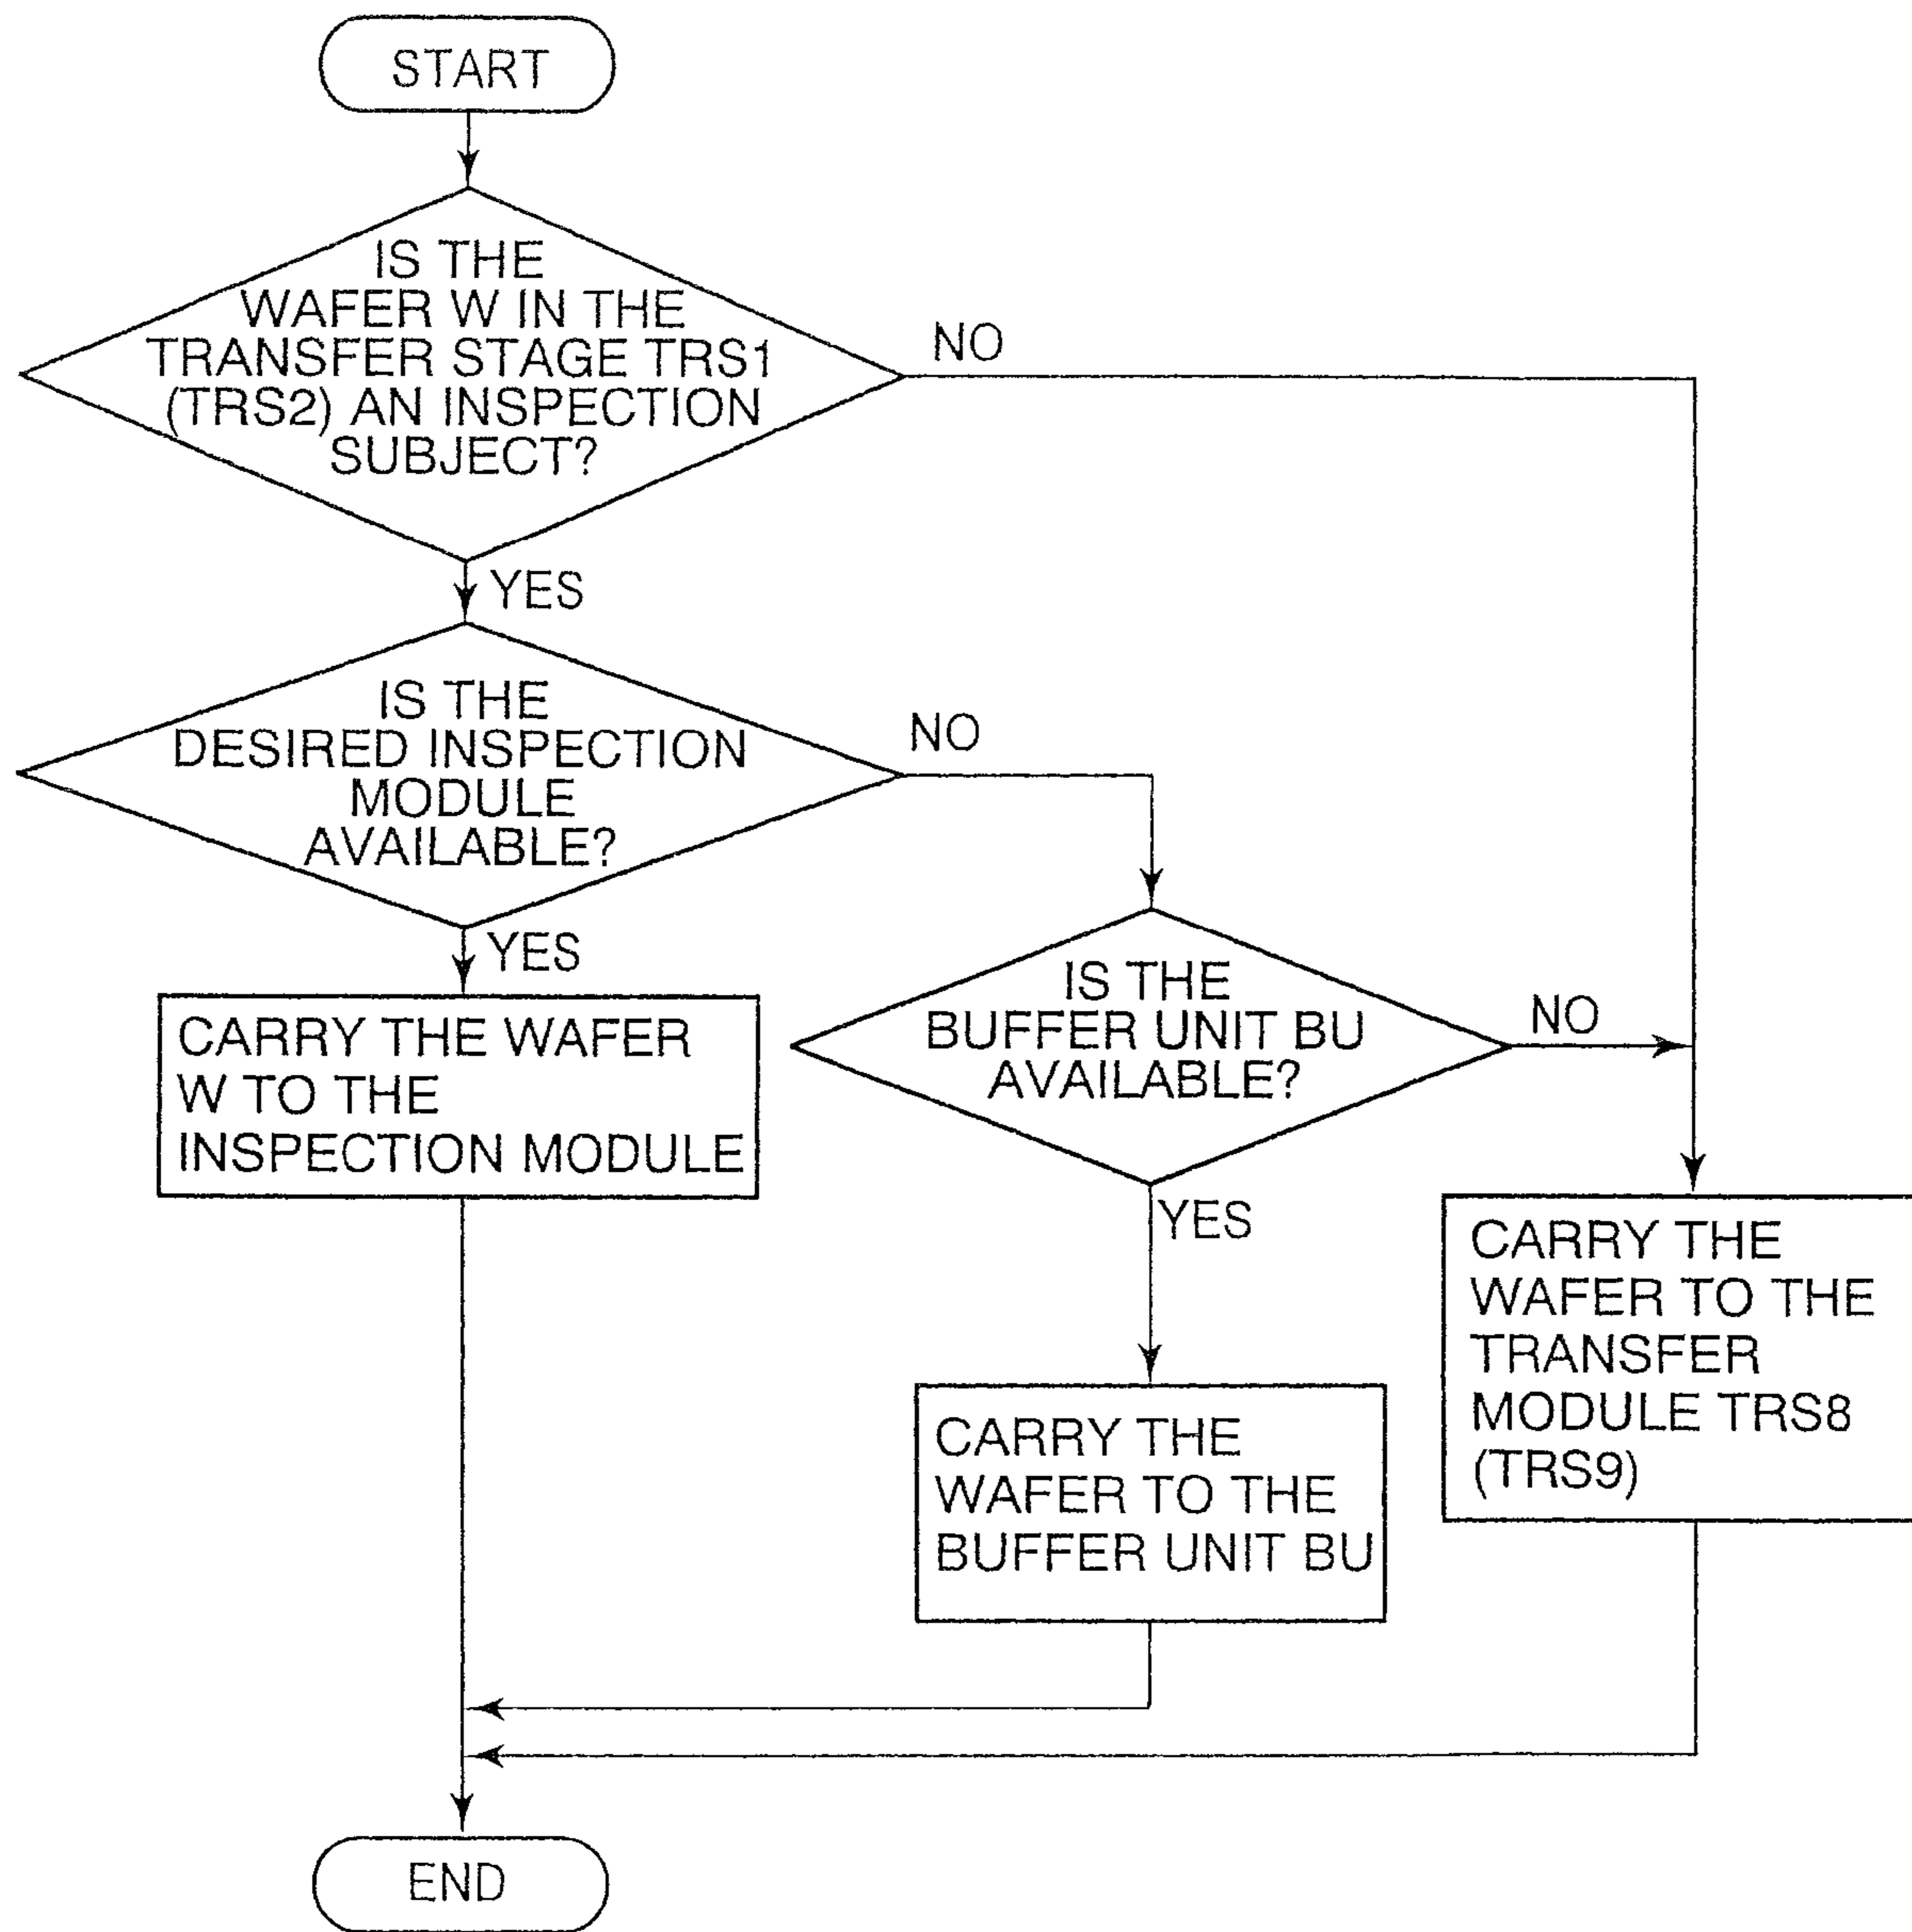 START
IS THE
WAFER W IN THE
TRANSFER STAGE TRS1
(TRS2) AN INSPECTION
SUBJECT?
NO
YES
IS THE
DESIRED INSPECTION
MODULE
AVAILABLE?
NO
YES
CARRY THE WAFER
W TO THE
INSPECTION MODULE
IS THE
BUFFER UNIT BU
AVAILABLE?
NO
YES
CARRY THE
WAFER TO THE
BUFFER UNIT BU
CARRY THE
WAFER TO THE
TRANSFER
MODULE TRS8
(TRS9)
END